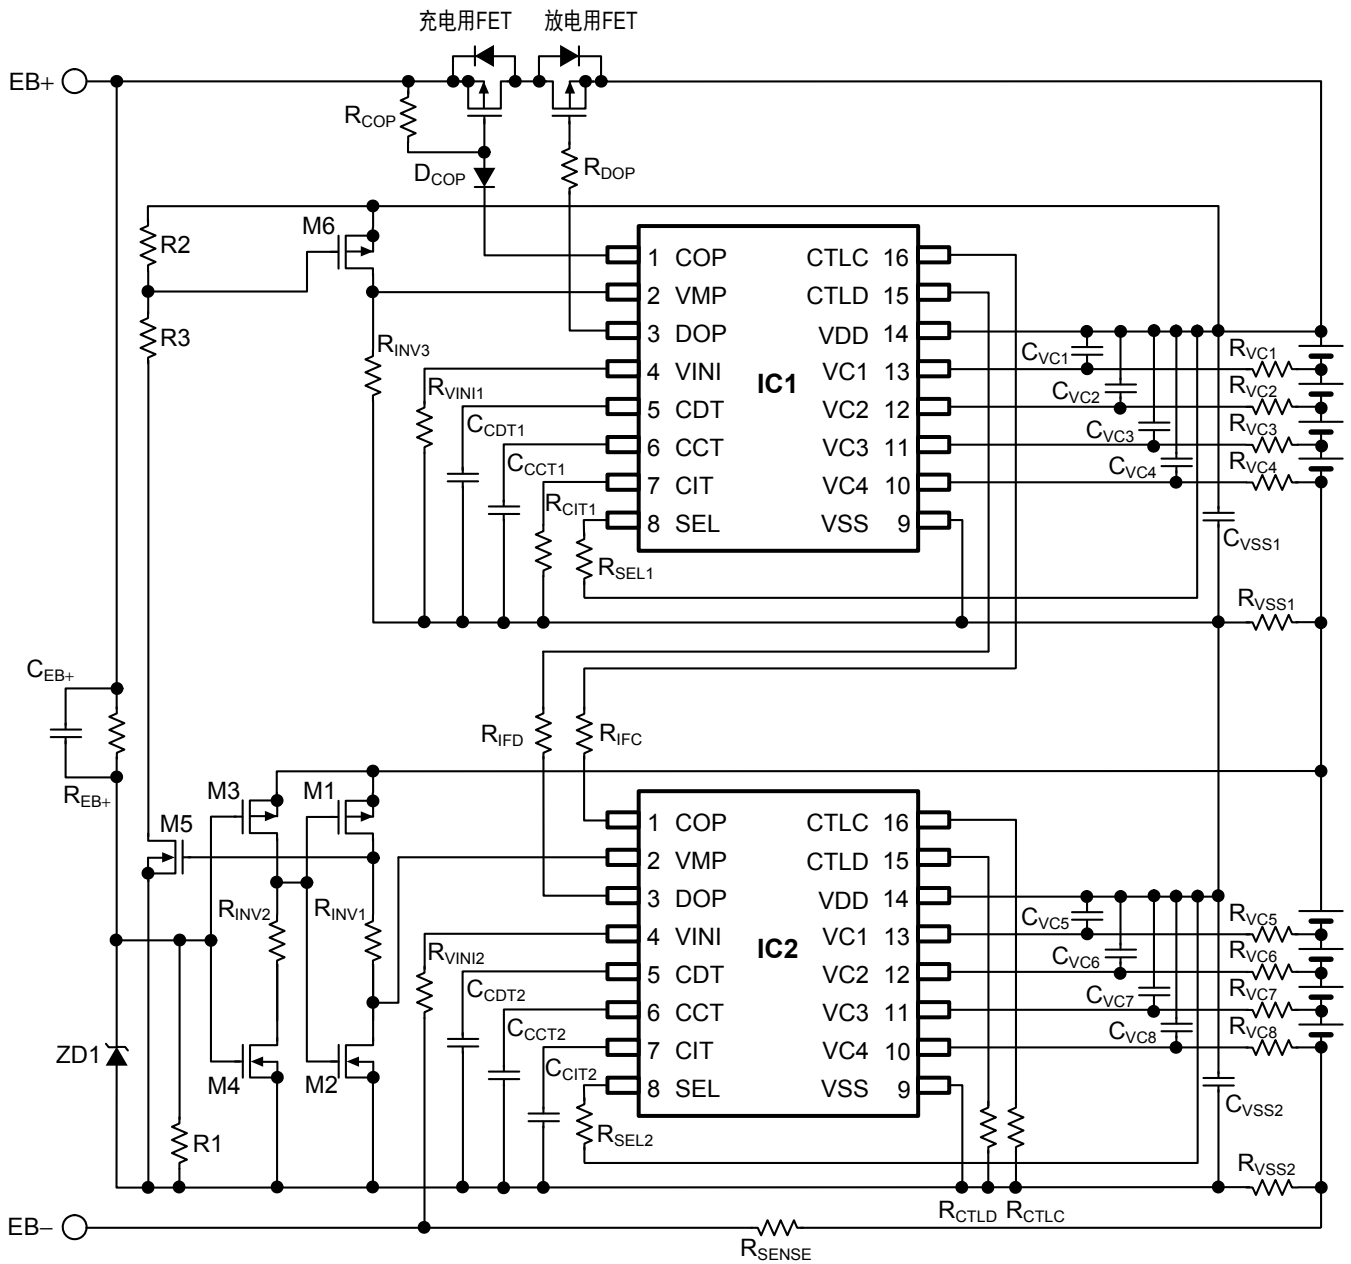 充电用FET 放电用FET
EB+
RCOP
DCOP RDOP
M6
R2
R3
RINV3
RVINI1
CCDT1
CCCT1
RCIT1
RSEL1
1 COP CTLC 16
2 VMP CTLD 15
3 DOP VDD 14
4 VINI VC1 13
5 CDT VC2 12
6 CCT VC3 11
7 CIT VC4 10
8 SEL VSS 9
IC1
CVC1 RVC1
CVC2 RVC2
CVC3 RVC3
CVC4 RVC4
CVSS1
RVSS1
CEB+
REB+
RIFD RIFC
M3 M1
M5
RINV2 RINV1
RVINI2
CCDT2
CCCT2
CCIT2
RSEL2
ZD1
M4 M2
R1
1 COP CTLC 16
2 VMP CTLD 15
3 DOP VDD 14
4 VINI VC1 13
5 CDT VC2 12
6 CCT VC3 11
7 CIT VC4 10
8 SEL VSS 9
IC2
CVC5 RVC5
CVC6 RVC6
CVC7 RVC7
CVC8 RVC8
CVSS2
RVSS2
RCTLD RCTLC
EB−
RSENSE